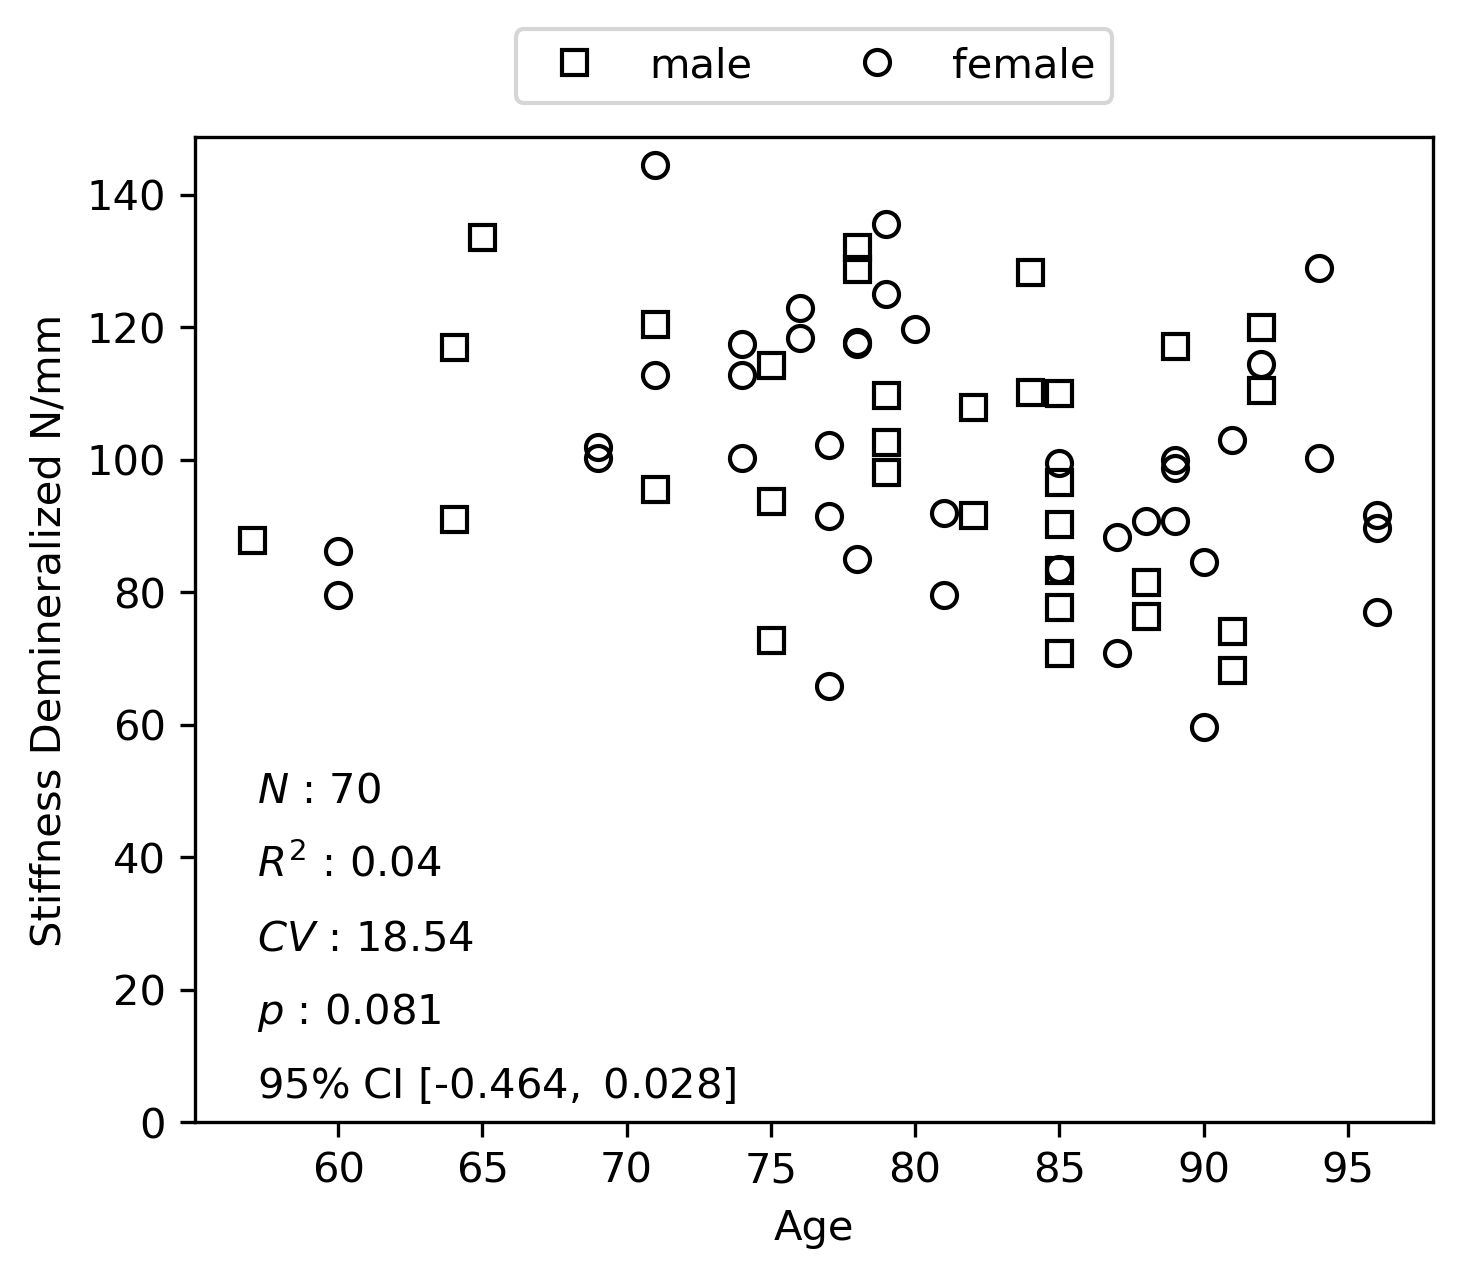 male female
140
120
100
80
60
40
20
0
Stiffness Demineralized N/mm
N : 70
R² : 0.04
CV : 18.54
p : 0.081
95% CI [-0.464, 0.028]
60 65 70 75 80 85 90 95
Age